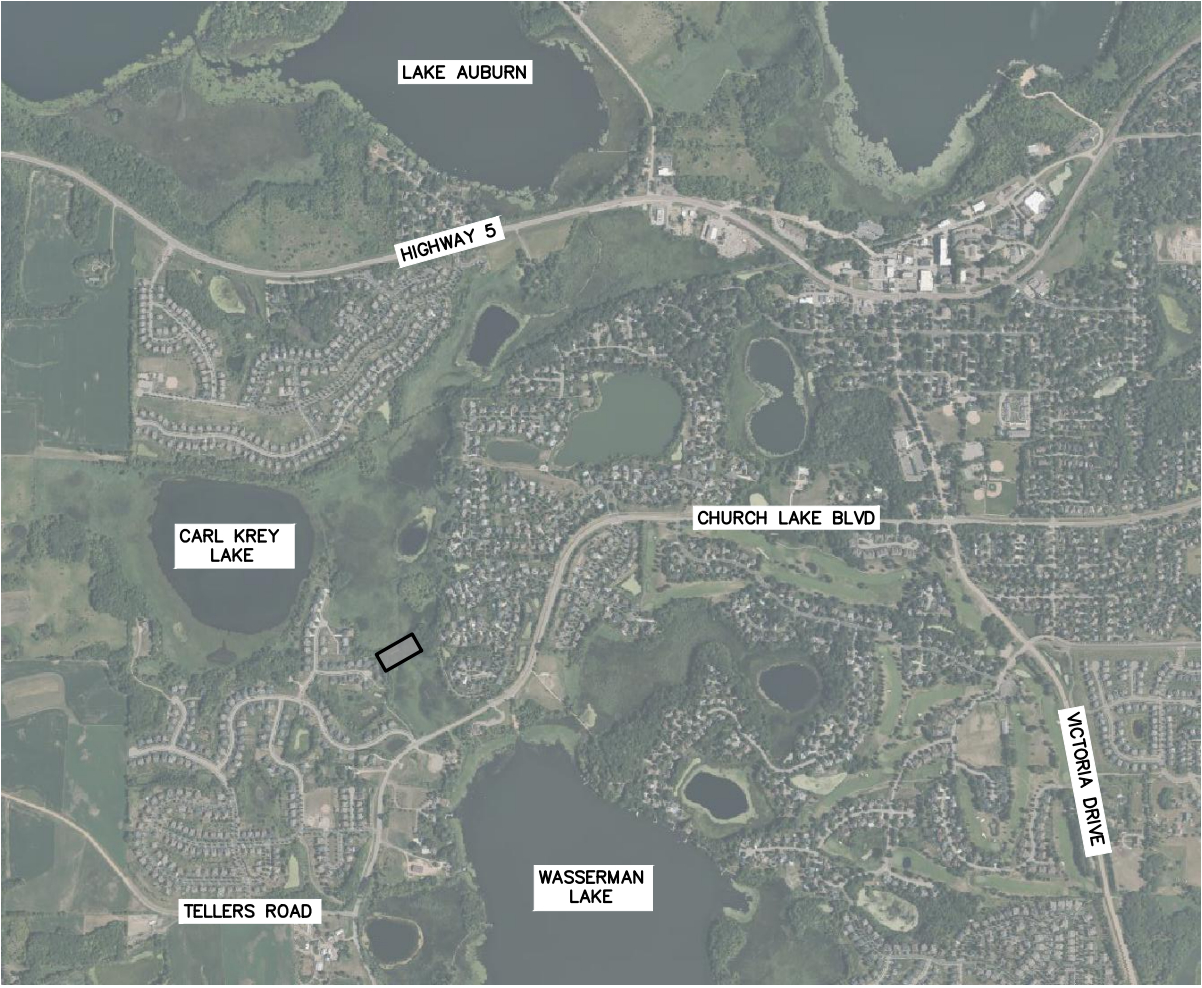 LAKE AUBURN
HIGHWAY 5
CHURCH LAKE BLVD
CARL KREY
LAKE
VICTORIA DRIVE
WASSERMAN
LAKE
TELLERS ROAD